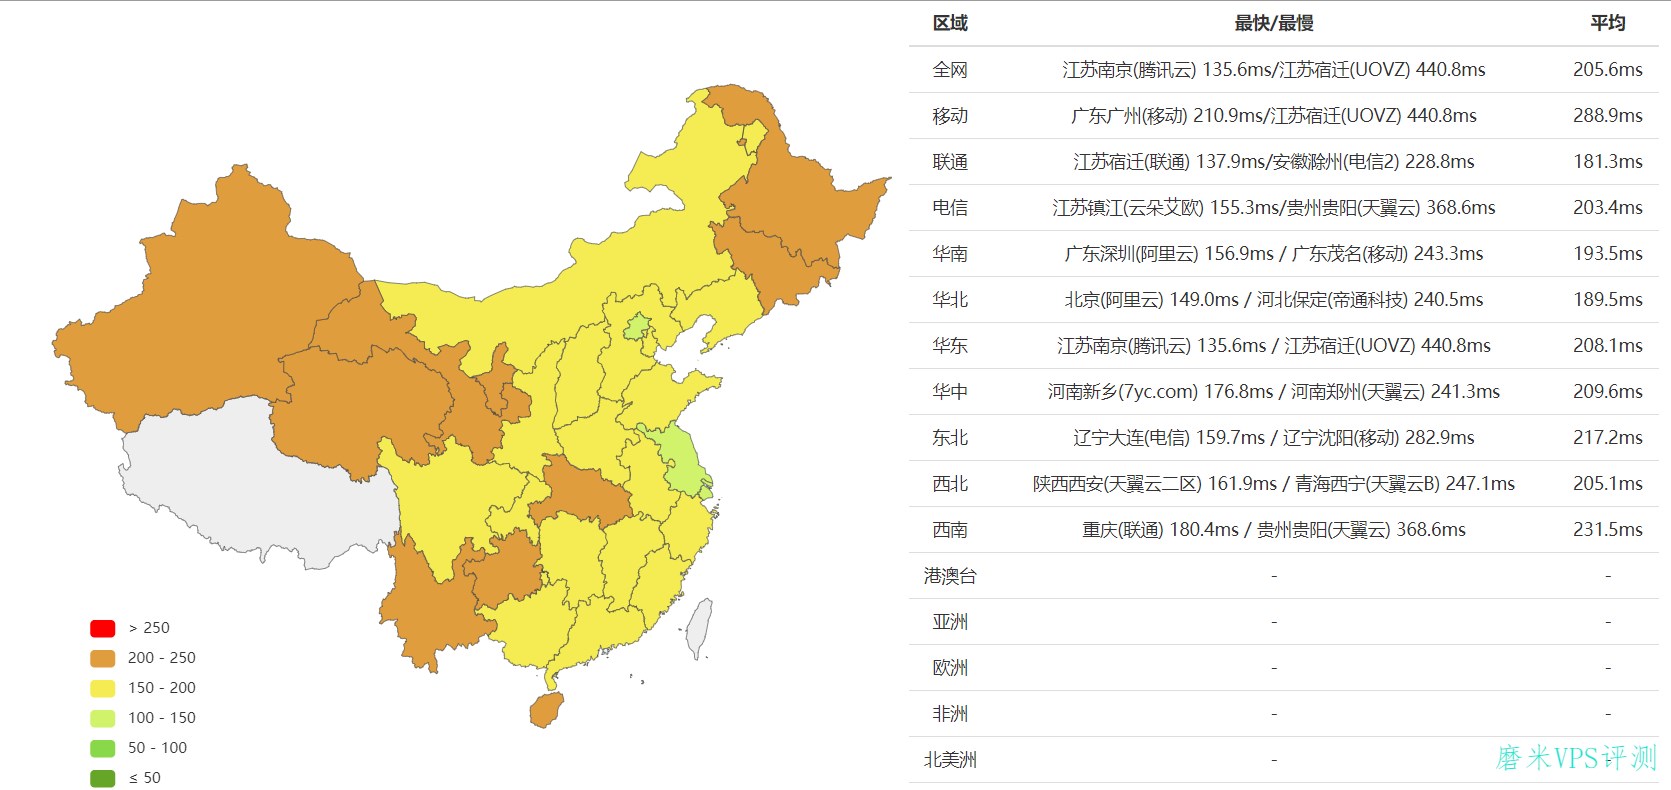 区域 最快/最慢 平均
全网 江苏南京(腾讯云) 135.6ms/江苏宿迁(UOVZ) 440.8ms 205.6ms
移动 广东广州(移动) 210.9ms/江苏宿迁(UOVZ) 440.8ms 288.9ms
联通 江苏宿迁(联通) 137.9ms/安徽滁州(电信2) 228.8ms 181.3ms
电信 江苏镇江(云朵艾欧) 155.3ms/贵州贵阳(天翼云) 368.6ms 203.4ms
华南 广东深圳(阿里云) 156.9ms / 广东茂名(移动) 243.3ms 193.5ms
华北 北京(阿里云) 149.0ms / 河北保定(帝通科技) 240.5ms 189.5ms
华东 江苏南京(腾讯云) 135.6ms / 江苏宿迁(UOVZ) 440.8ms 208.1ms
华中 河南新乡(7yc.com) 176.8ms / 河南郑州(天翼云) 241.3ms 209.6ms
东北 辽宁大连(电信) 159.7ms / 辽宁沈阳(移动) 282.9ms 217.2ms
西北 陕西西安(天翼云二区) 161.9ms / 青海西宁(天翼云B) 247.1ms 205.1ms
西南 重庆(联通) 180.4ms / 贵州贵阳(天翼云) 368.6ms 231.5ms
港澳台 - -
亚洲 - -
欧洲 - -
非洲 - -
北美洲 - -
> 250
200 - 250
150 - 200
100 - 150
50 - 100
≤ 50
磨米VPS评测